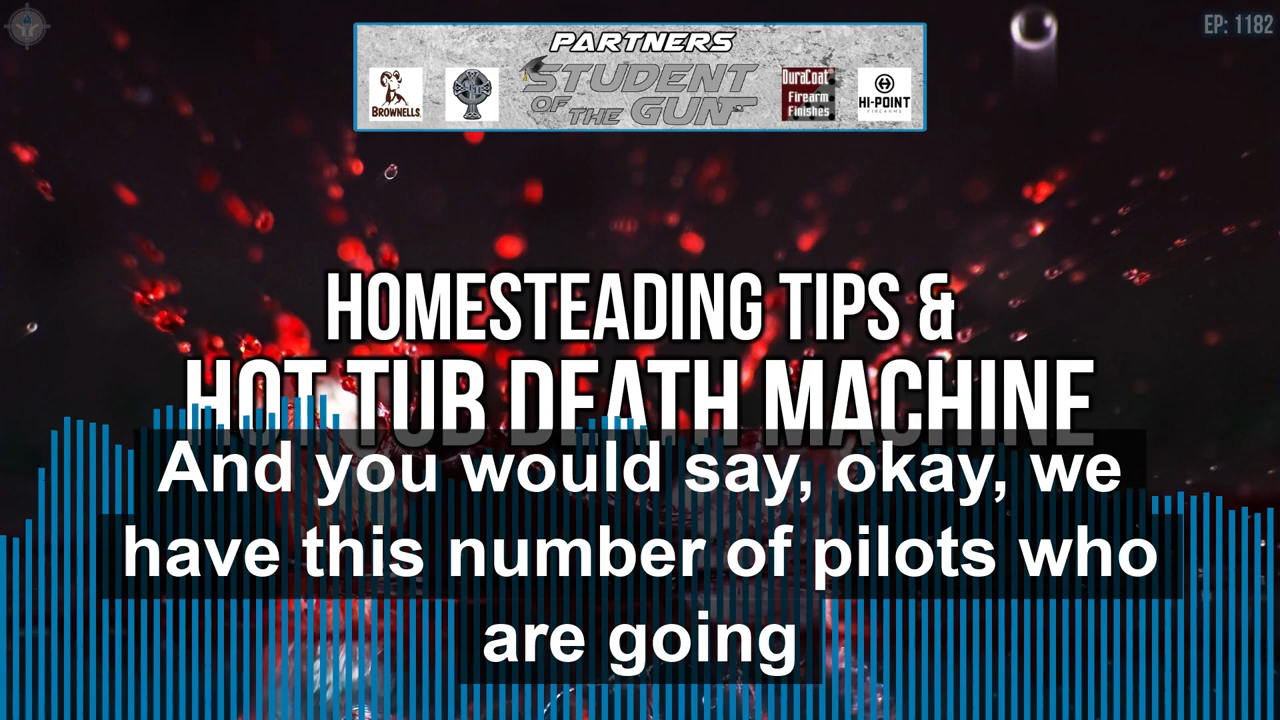 EP: 1182
PARTNERS
STUDENT
OF THE GUN
BROWNELLS
DuraCoat
Firearm
Finishes
HI-POINT
FIREARMS
HOMESTEADING TIPS &
HOT TUB DEATH MACHINE
And you would say, okay, we
have this number of pilots who
are going